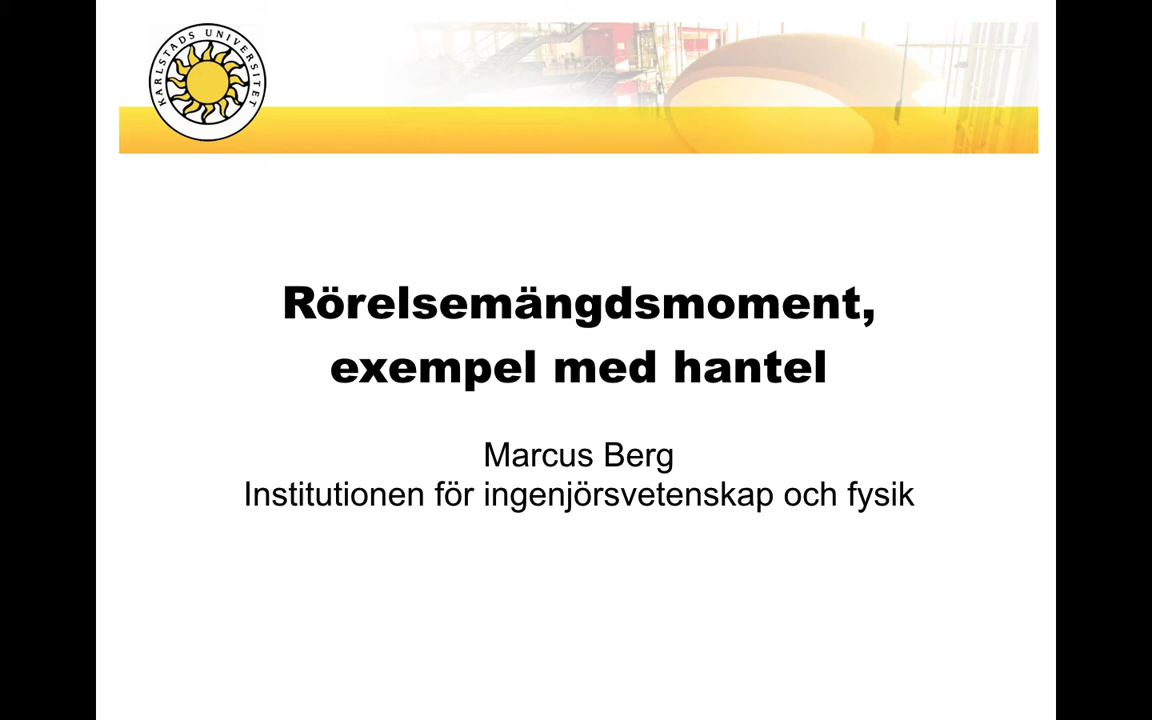 KARLSTADS UNIVERSITET
Rörelsemängdsmoment,
exempel med hantel
Marcus Berg
Institutionen för ingenjörsvetenskap och fysik